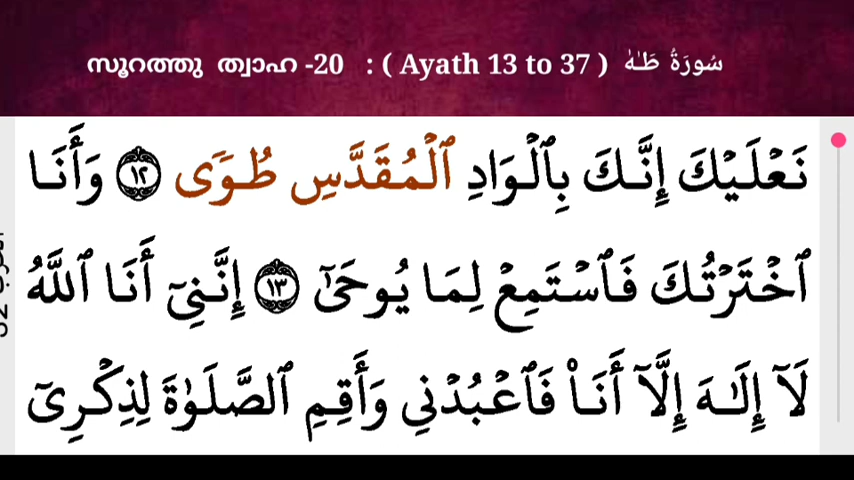 സൂറത്തു ത്വാഹ -20 : ( Ayath 13 to 37 ) سُورَةُ طَـٰهٰ
نَعْلَيْكَ إِنَّكَ بِٱلْوَادِ ٱلْمُقَدَّسِ طُوَى ١٢ وَأَنَا
ٱخْتَرْتُكَ فَٱسْتَمِعْ لِمَا يُوحَىٰٓ ١٣ إِنَّنِىٓ أَنَا ٱللَّهُ
لَآ إِلَـٰهَ إِلَّآ أَنَا۠ فَٱعْبُدْنِى وَأَقِمِ ٱلصَّلَوٰةَ لِذِكْرِىٓ